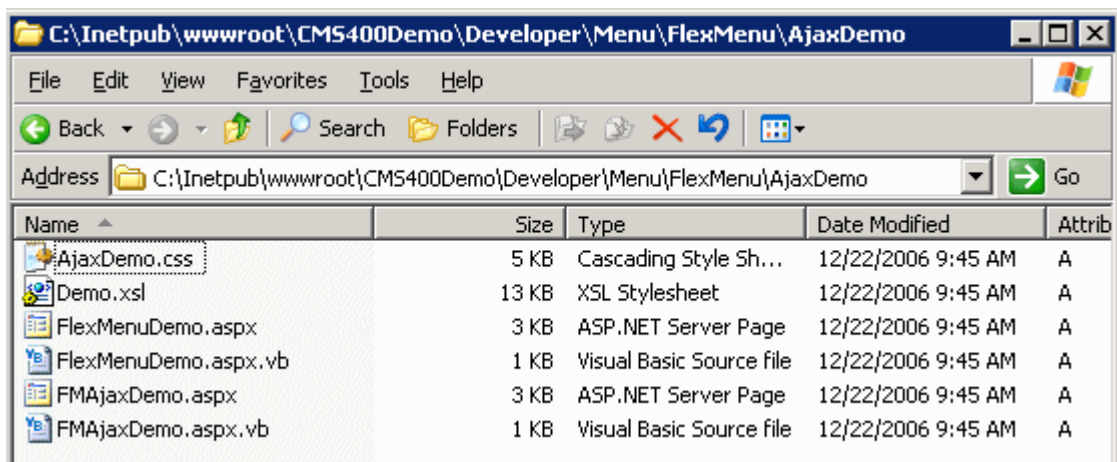 C:\Inetpub\wwwroot\CMS400Demo\Developer\Menu\FlexMenu\AjaxDemo
File Edit View Favorites Tools Help
Back Search Folders
Address C:\Inetpub\wwwroot\CMS400Demo\Developer\Menu\FlexMenu\AjaxDemo Go
Name Size Type Date Modified Attrib
AjaxDemo.css 5 KB Cascading Style Sh... 12/22/2006 9:45 AM A
Demo.xsl 13 KB XSL Stylesheet 12/22/2006 9:45 AM A
FlexMenuDemo.aspx 3 KB ASP.NET Server Page 12/22/2006 9:45 AM A
FlexMenuDemo.aspx.vb 1 KB Visual Basic Source file 12/22/2006 9:45 AM A
FMAjaxDemo.aspx 3 KB ASP.NET Server Page 12/22/2006 9:45 AM A
FMAjaxDemo.aspx.vb 1 KB Visual Basic Source file 12/22/2006 9:45 AM A